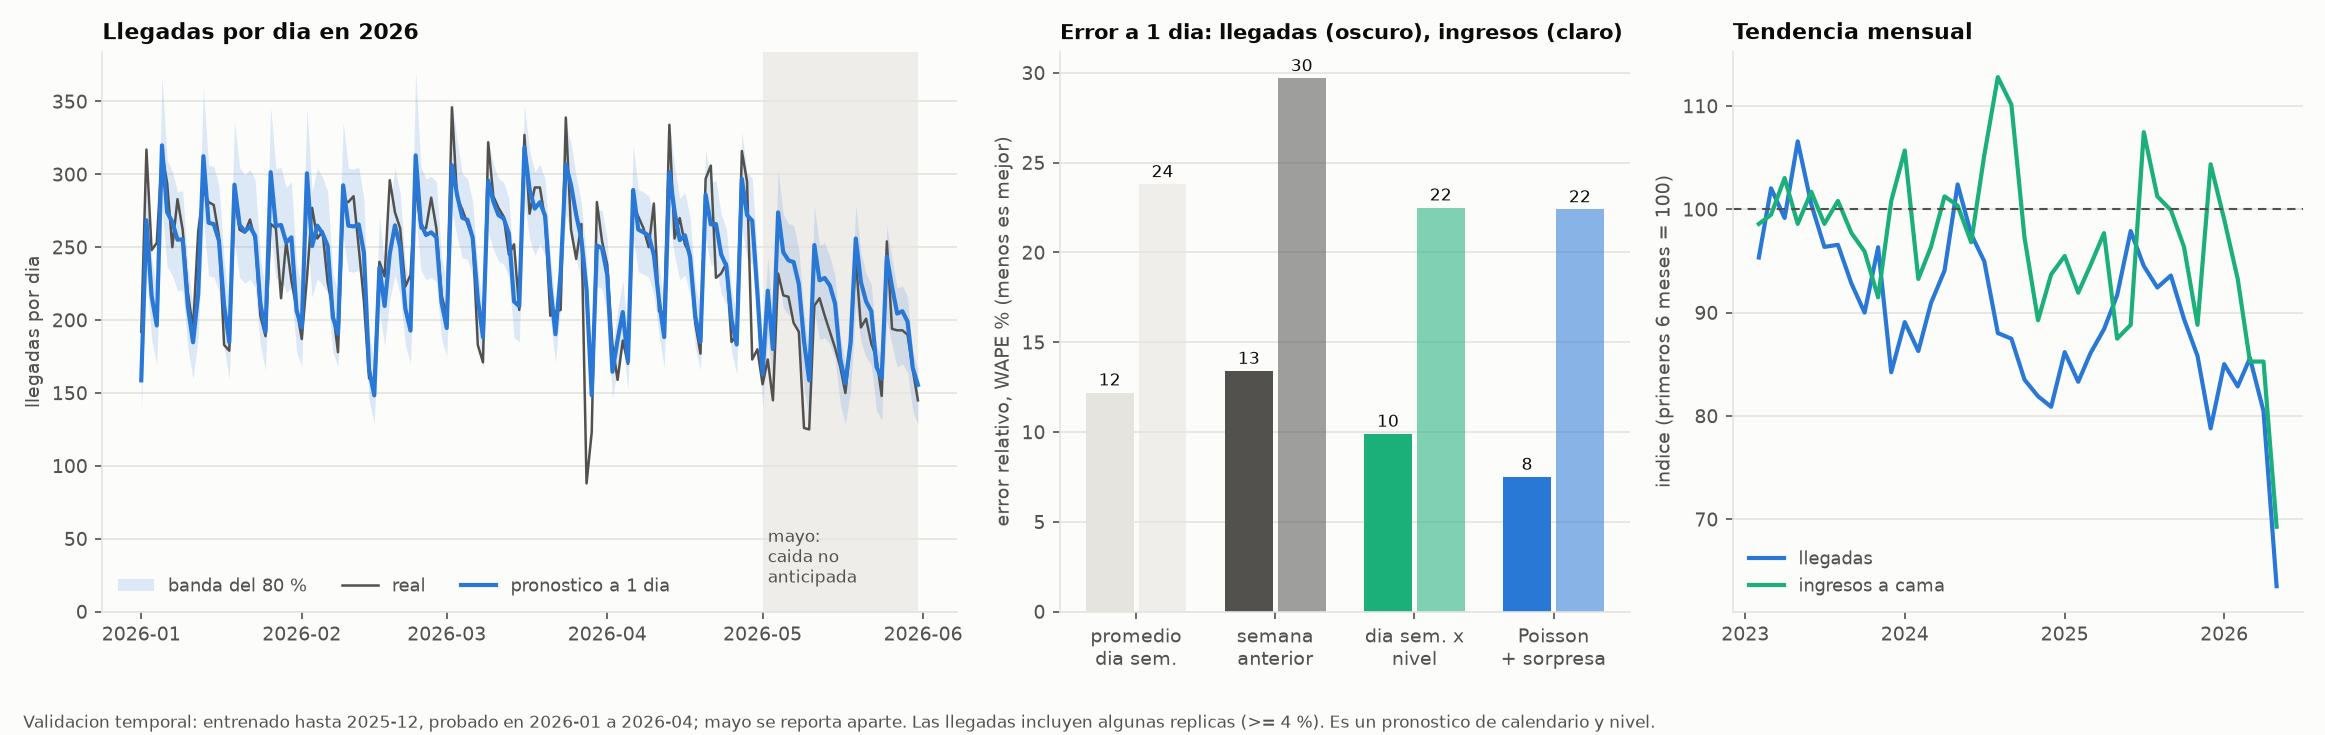 Llegadas por dia en 2026
llegadas por dia
350
300
250
200
150
100
50
0
mayo:
caida no
anticipada
banda del 80 %
real
pronostico a 1 dia
2026-01
2026-02
2026-03
2026-04
2026-05
2026-06
Error a 1 dia: llegadas (oscuro), ingresos (claro)
error relativo, WAPE % (menos es mejor)
30
25
20
15
10
5
0
12
24
13
30
10
22
8
22
promedio
dia sem.
semana
anterior
dia sem. x
nivel
Poisson
+ sorpresa
Tendencia mensual
indice (primeros 6 meses = 100)
110
100
90
80
70
llegadas
ingresos a cama
2023
2024
2025
2026
Validacion temporal: entrenado hasta 2025-12, probado en 2026-01 a 2026-04; mayo se reporta aparte. Las llegadas incluyen algunas replicas (>= 4 %). Es un pronostico de calendario y nivel.